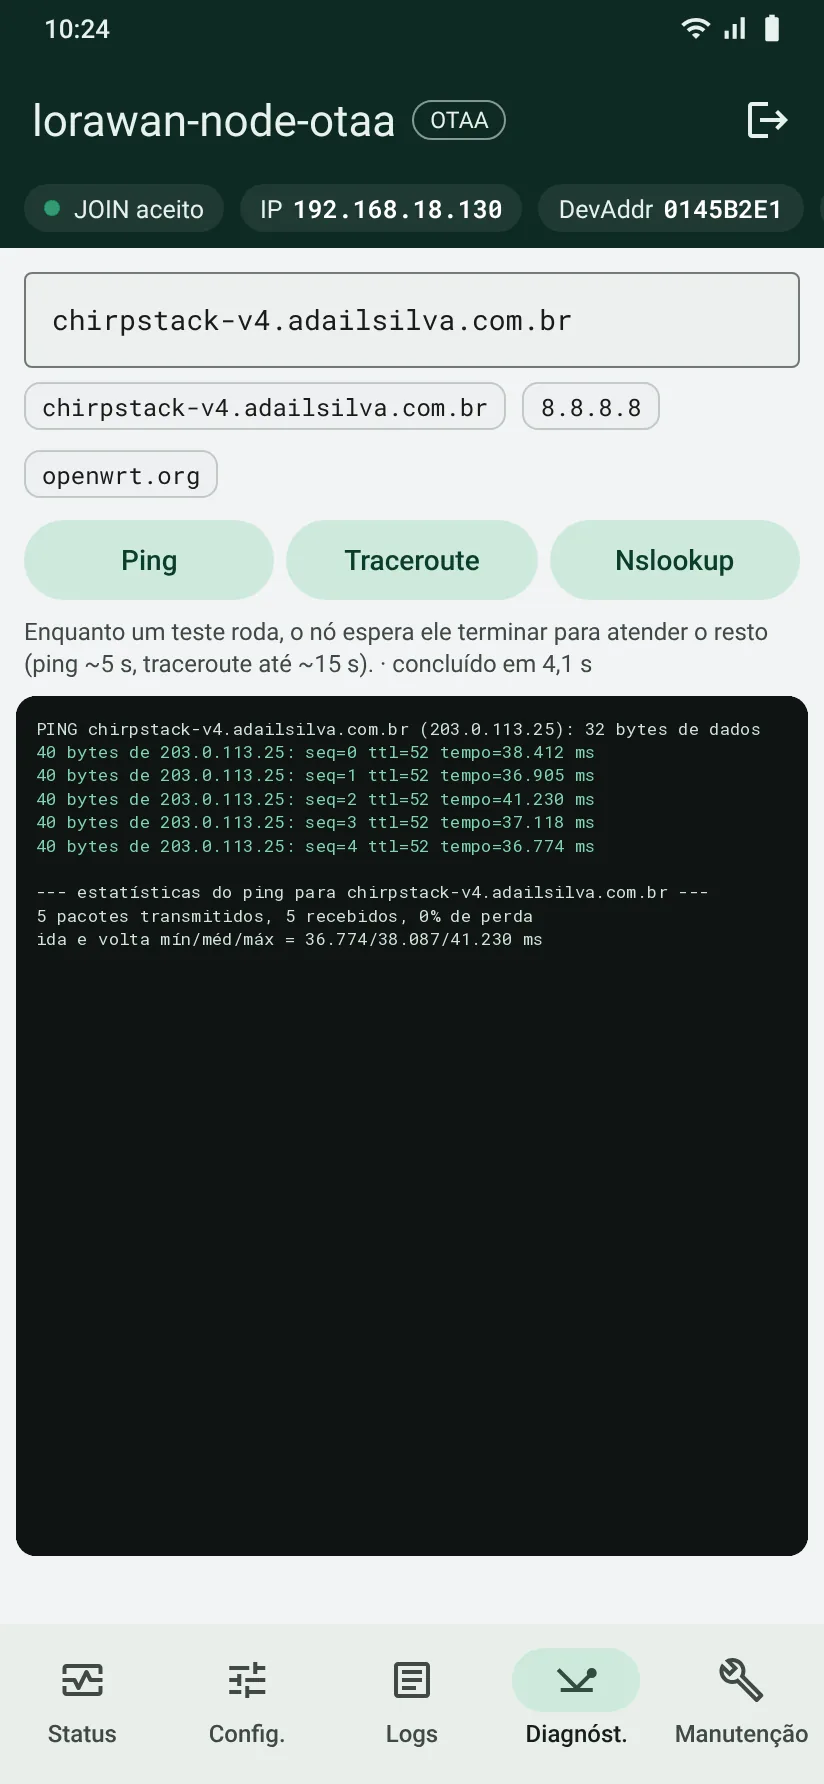 10:24
lorawan-node-otaa OTAA
JOIN aceito IP 192.168.18.130 DevAddr 0145B2E1
chirpstack-v4.adailsilva.com.br
chirpstack-v4.adailsilva.com.br 8.8.8.8
openwrt.org
Ping Traceroute Nslookup
Enquanto um teste roda, o nó espera ele terminar para atender o resto
(ping ~5 s, traceroute até ~15 s). · concluído em 4,1 s
PING chirpstack-v4.adailsilva.com.br (203.0.113.25): 32 bytes de dados
40 bytes de 203.0.113.25: seq=0 ttl=52 tempo=38.412 ms
40 bytes de 203.0.113.25: seq=1 ttl=52 tempo=36.905 ms
40 bytes de 203.0.113.25: seq=2 ttl=52 tempo=41.230 ms
40 bytes de 203.0.113.25: seq=3 ttl=52 tempo=37.118 ms
40 bytes de 203.0.113.25: seq=4 ttl=52 tempo=36.774 ms
--- estatísticas do ping para chirpstack-v4.adailsilva.com.br ---
5 pacotes transmitidos, 5 recebidos, 0% de perda
ida e volta mín/méd/máx = 36.774/38.087/41.230 ms
Status Config. Logs Diagnóst. Manutenção